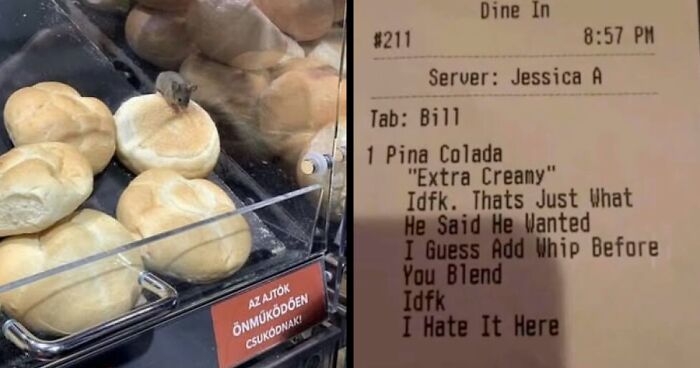 AZ AJTÓK
ÖNMŰKÖDŐEN
CSUKÓDNAK!
Dine In
#211 8:57 PM
Server: Jessica A
Tab: Bill
1 Pina Colada
"Extra Creamy"
Idfk. Thats Just What
He Said He Wanted
I Guess Add Whip Before
You Blend
Idfk
I Hate It Here